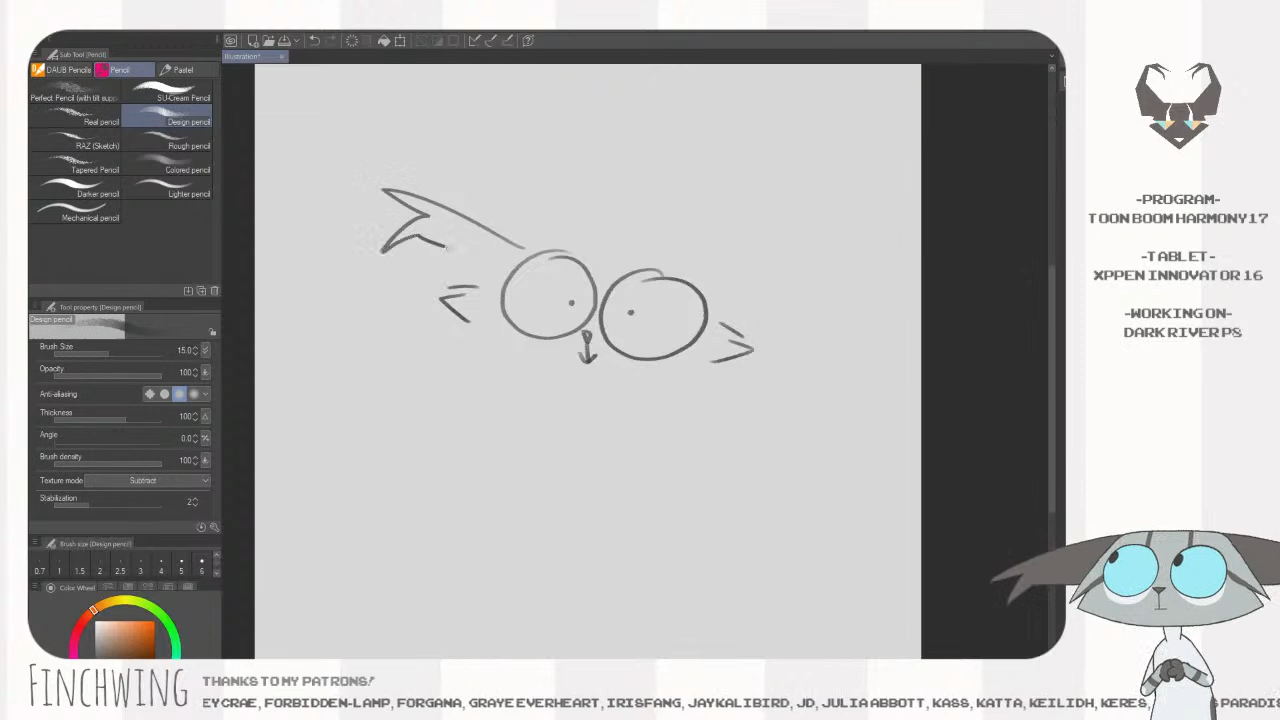 Sub Tool [Pencil]
DAUB Pencils
Pencil
Pastel
Perfect Pencil (with tilt supp
SU-Cream Pencil
Real pencil
Design pencil
RAZ (Sketch)
Rough pencil
Tapered Pencil
Colored pencil
Darker pencil
Lighter pencil
Mechanical pencil
Tool property [Design pencil]
Design pencil
Brush Size 15.0
Opacity 100
Anti-aliasing
Thickness 100
Angle 0.0
Brush density 100
Texture mode Subtract
Stabilization 2
Brush size [Design pencil]
0.7 1 1.5 2 2.5 3 4 5 6
Color Wheel
Illustration*
-PROGRAM-
TOON BOOM HARMONY 17
-TABLET-
XPPEN INNOVATOR 16
-WORKING ON-
DARK RIVER P8
FINCHWING
THANKS TO MY PATRONS!
EYCRAE, FORBIDDEN-LAMP, FORGANA, GRAYE EVERHEART, IRISFANG, JAYKALIBIRD, JD, JULIA ABBOTT, KASS, KATTA, KEILIDH, KERES,
PARADIS